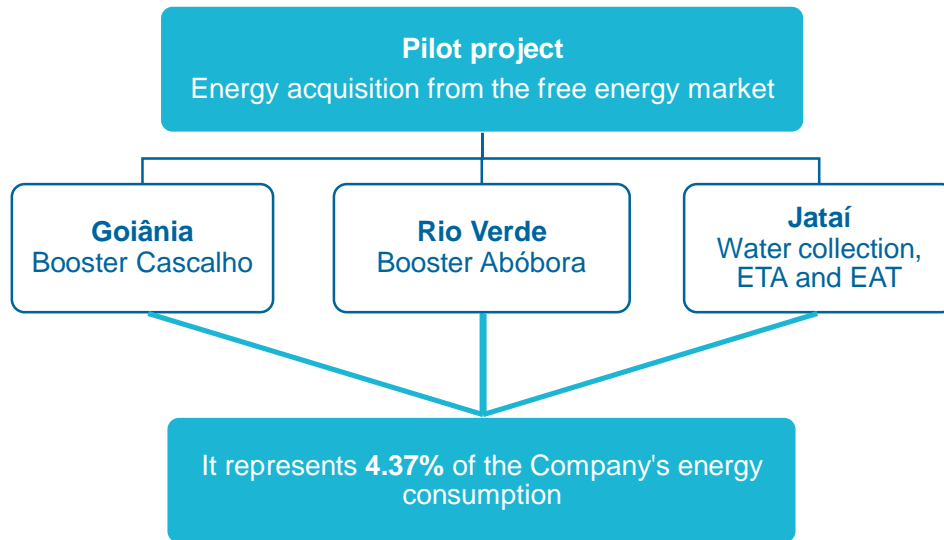 Pilot project
Energy acquisition from the free energy market
Goiânia
Booster Cascalho
Rio Verde
Booster Abóbora
Jataí
Water collection,
ETA and EAT
It represents 4.37% of the Company's energy
consumption